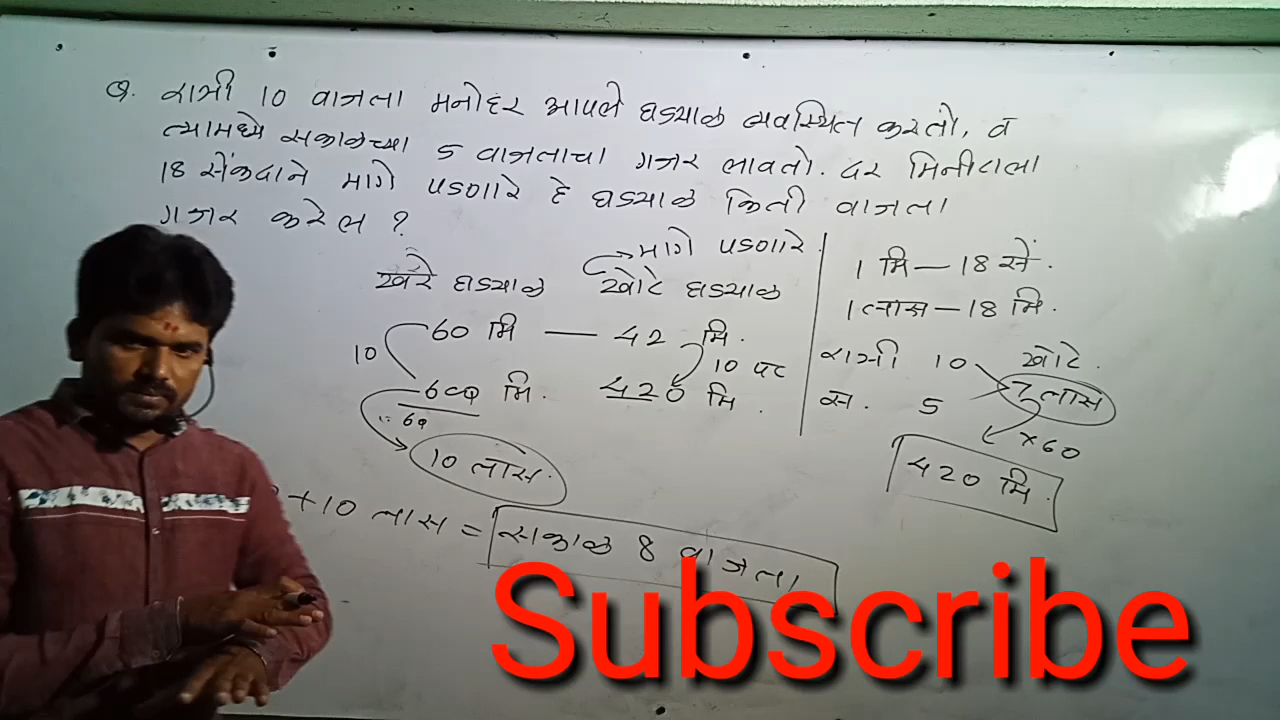 Q. रात्री 10 वाजता मनोहर आपले घड्याळ व्यवस्थित करतो, व
त्यामध्ये सकाळच्या 5 वाजताचा गजर लावतो. दर मिनीटाला
18 सेंकदाने मागे पडणारे हे घड्याळ किती वाजता
गजर करेल ?
मागे पडणारे
खरे घड्याळ खोटे घड्याळ
60 मि — 42 मि.
10 10 पट
600 मि. 420 मि.
÷ 60
10 तास.
+10 तास = सकाळ 8 वाजता
1 मि — 18 सें.
1 तास — 18 मि.
रात्री 10 खोटे.
7 तास
स. 5
×60
420 मि.
Subscribe